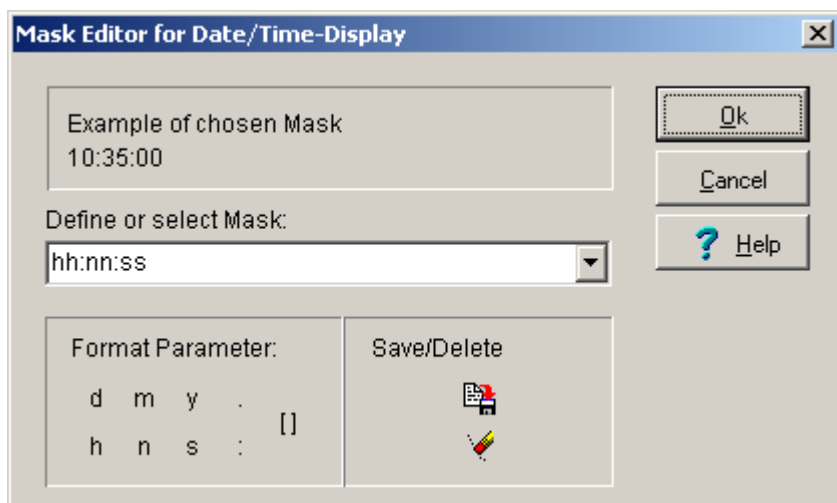 Mask Editor for Date/Time-Display
Example of chosen Mask
10:35:00
Ok
Cancel
Define or select Mask:
hh:nn:ss
? Help
Format Parameter:
d m y .
[]
h n s :
Save/Delete